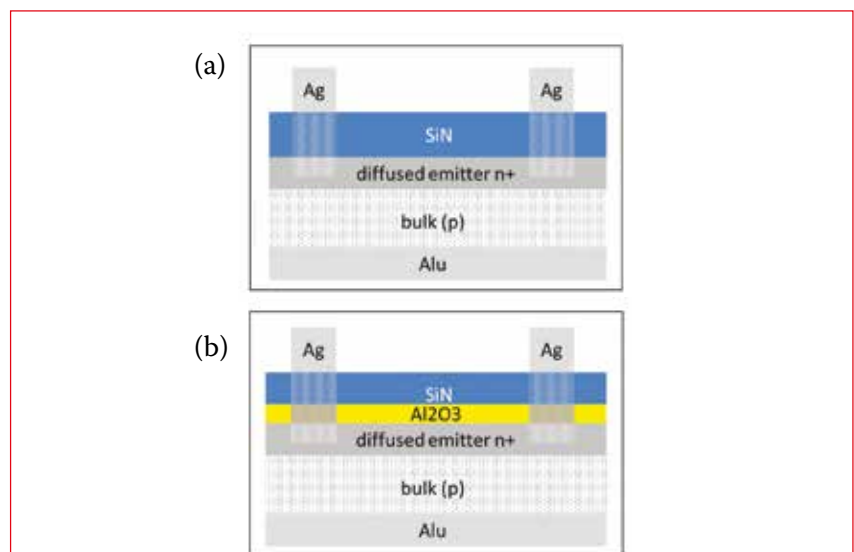 (a)
Ag Ag
SiN
diffused emitter n+
bulk (p)
Alu
(b)
Ag Ag
SiN
Al2O3
diffused emitter n+
bulk (p)
Alu